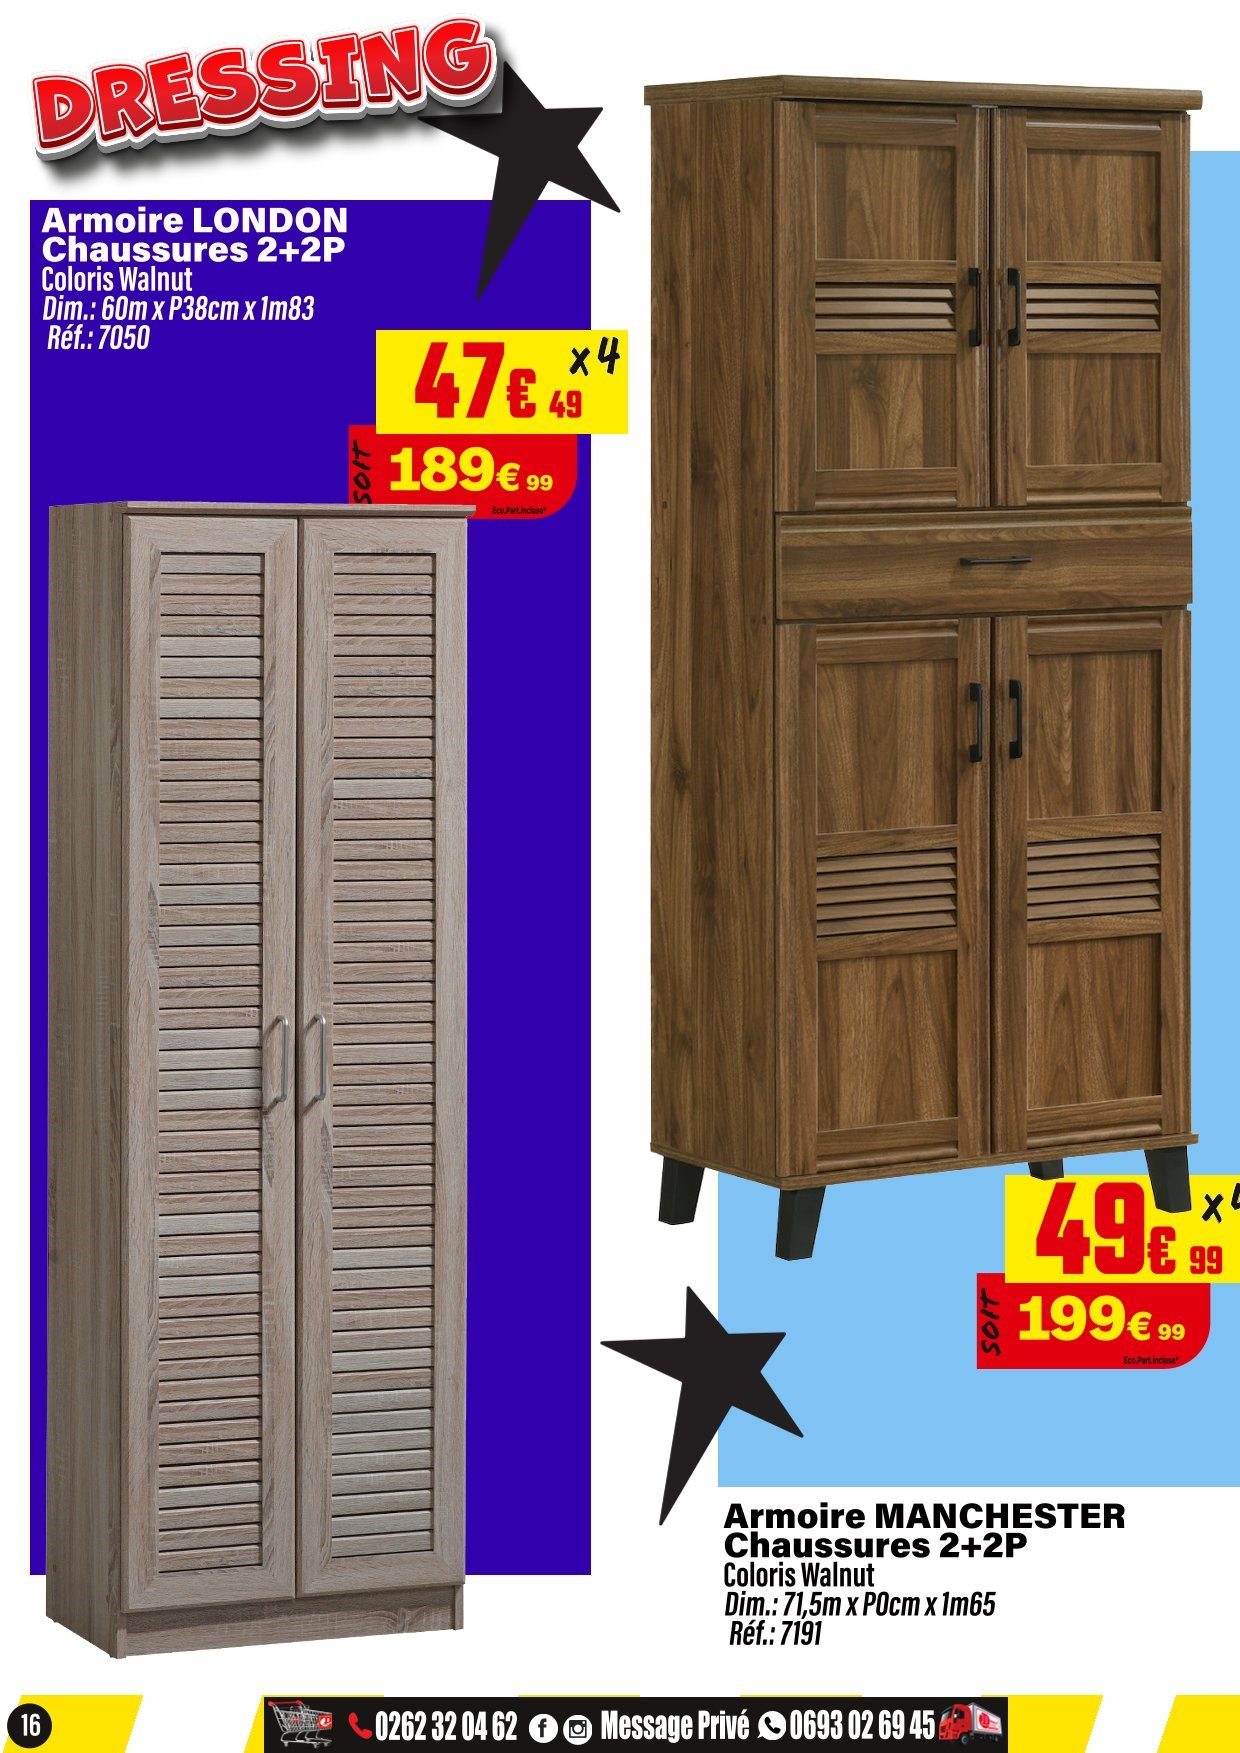 DRESSING
Armoire LONDON
Chaussures 2+2P
Coloris Walnut
Dim.: 60m x P38cm x 1m83
Réf.: 7050
47€49 x4
SOIT 189€99
Eco.Part.incluse*
49€99 x4
SOIT 199€99
Eco.Part.incluse*
Armoire MANCHESTER
Chaussures 2+2P
Coloris Walnut
Dim.: 71,5m x P0cm x 1m65
Réf.: 7191
16
0262 32 04 62 Message Privé 0693 02 69 45